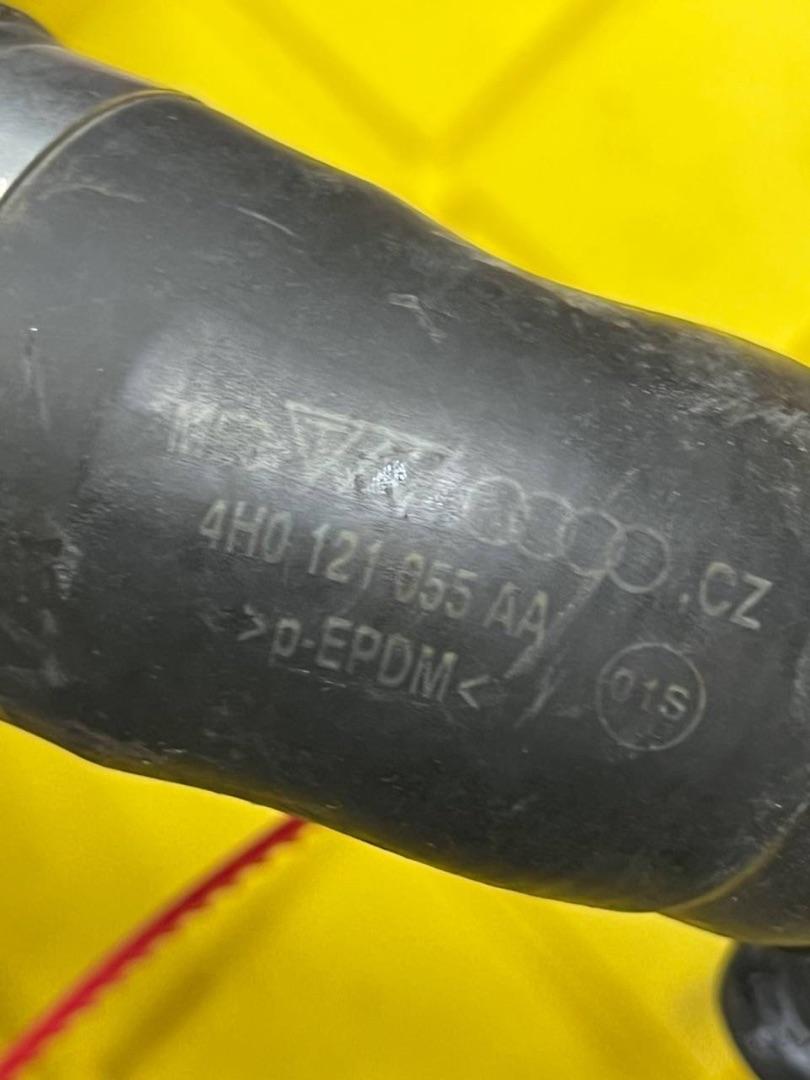 4H0 121 055 AA
.CZ
>p-EPDM<
01S